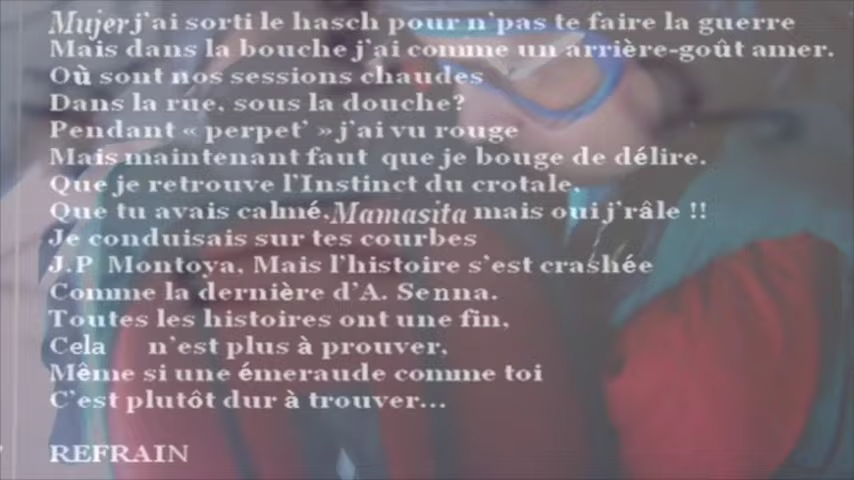 Mujer j'ai sorti le hasch pour n'pas te faire la guerre
Mais dans la bouche j'ai comme un arrière-goût amer.
Où sont nos sessions chaudes
Dans la rue, sous la douche?
Pendant « perpet' » j'ai vu rouge
Mais maintenant faut que je bouge de délire.
Que je retrouve l'Instinct du crotale,
Que tu avais calmé, Mamasita mais oui j'râle !!
Je conduisais sur tes courbes
J.P Montoya, Mais l'histoire s'est crashée
Comme la dernière d'A. Senna.
Toutes les histoires ont une fin,
Cela n'est plus à prouver,
Même si une émeraude comme toi
C'est plutôt dur à trouver...
REFRAIN